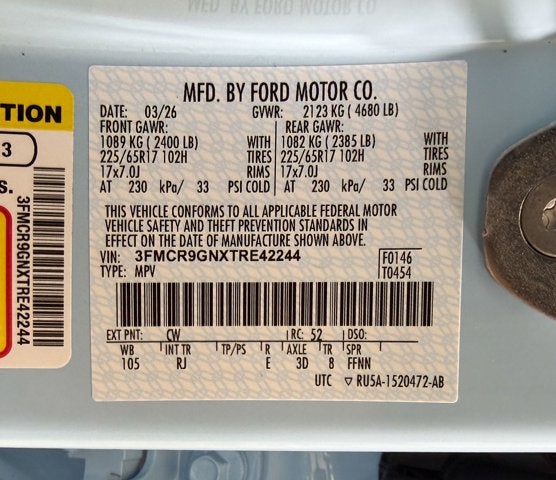 MFD. BY FORD MOTOR CO
MFD. BY FORD MOTOR CO.
DATE: 03/26 GVWR: 2123 KG ( 4680 LB)
FRONT GAWR: REAR GAWR:
1089 KG ( 2400 LB) WITH 1082 KG ( 2385 LB) WITH
225/65R17 102H TIRES 225/65R17 102H TIRES
17x7.0J RIMS 17x7.0J RIMS
AT 230 kPa/ 33 PSI COLD AT 230 kPa/ 33 PSI COLD
THIS VEHICLE CONFORMS TO ALL APPLICABLE FEDERAL MOTOR
VEHICLE SAFETY AND THEFT PREVENTION STANDARDS IN
EFFECT ON THE DATE OF MANUFACTURE SHOWN ABOVE.
VIN: 3FMCR9GNXTRE42244 F0146
TYPE: MPV T0454
EXT PNT: CW RC: 52 DSO:
WB INT TR TP/PS R AXLE TR SPR
105 RJ E 3D 8 FFNN
UTC ▽ RU5A-1520472-AB
TION
3
S.
3FMCR9GNXTRE42244